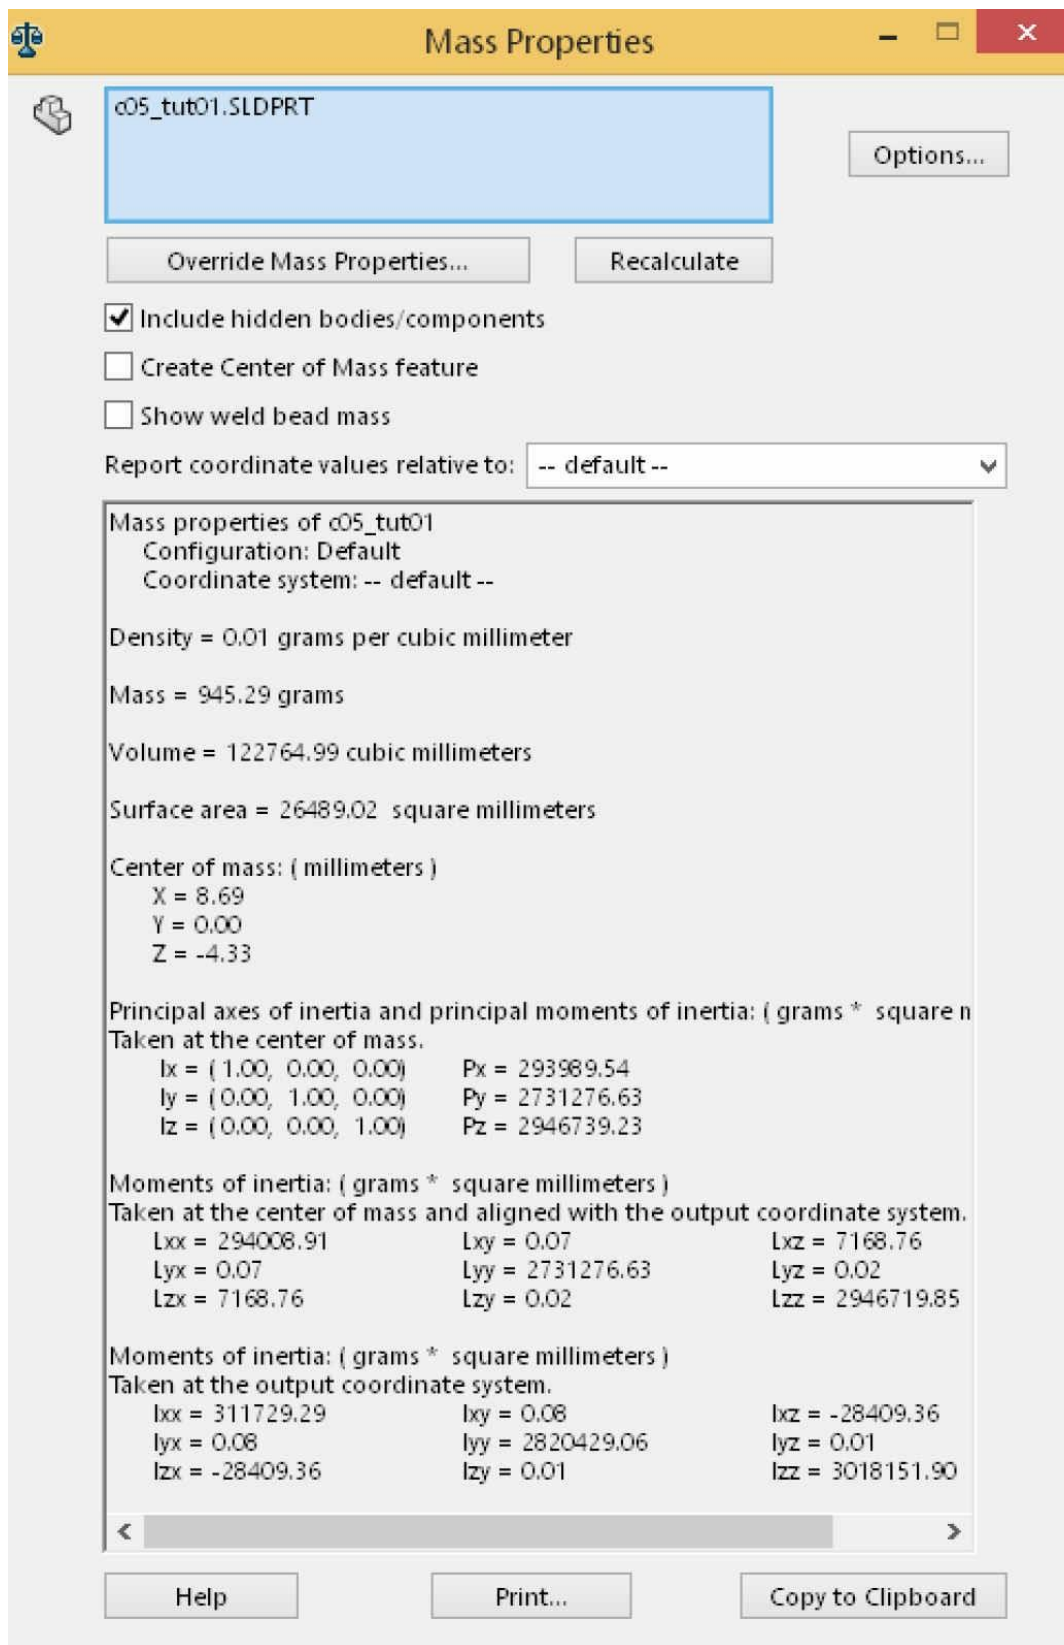 Mass Properties
c05_tut01.SLDPRT
Options...
Override Mass Properties... Recalculate
Include hidden bodies/components
Create Center of Mass feature
Show weld bead mass
Report coordinate values relative to: -- default --
Mass properties of c05_tut01
Configuration: Default
Coordinate system: -- default --
Density = 0.01 grams per cubic millimeter
Mass = 945.29 grams
Volume = 122764.99 cubic millimeters
Surface area = 26489.02 square millimeters
Center of mass: ( millimeters )
X = 8.69
Y = 0.00
Z = -4.33
Principal axes of inertia and principal moments of inertia: ( grams * square n
Taken at the center of mass.
Ix = ( 1.00, 0.00, 0.00) Px = 293989.54
Iy = (0.00, 1.00, 0.00) Py = 2731276.63
Iz = (0.00, 0.00, 1.00) Pz = 2946739.23
Moments of inertia: ( grams * square millimeters )
Taken at the center of mass and aligned with the output coordinate system.
Lxx = 294008.91 Lxy = 0.07 Lxz = 7168.76
Lyx = 0.07 Lyy = 2731276.63 Lyz = 0.02
Lzx = 7168.76 Lzy = 0.02 Lzz = 2946719.85
Moments of inertia: ( grams * square millimeters )
Taken at the output coordinate system.
Ixx = 311729.29 Ixy = 0.08 Ixz = -28409.36
Iyx = 0.08 Iyy = 2820429.06 Iyz = 0.01
Izx = -28409.36 Izy = 0.01 Izz = 3018151.90
Help Print... Copy to Clipboard